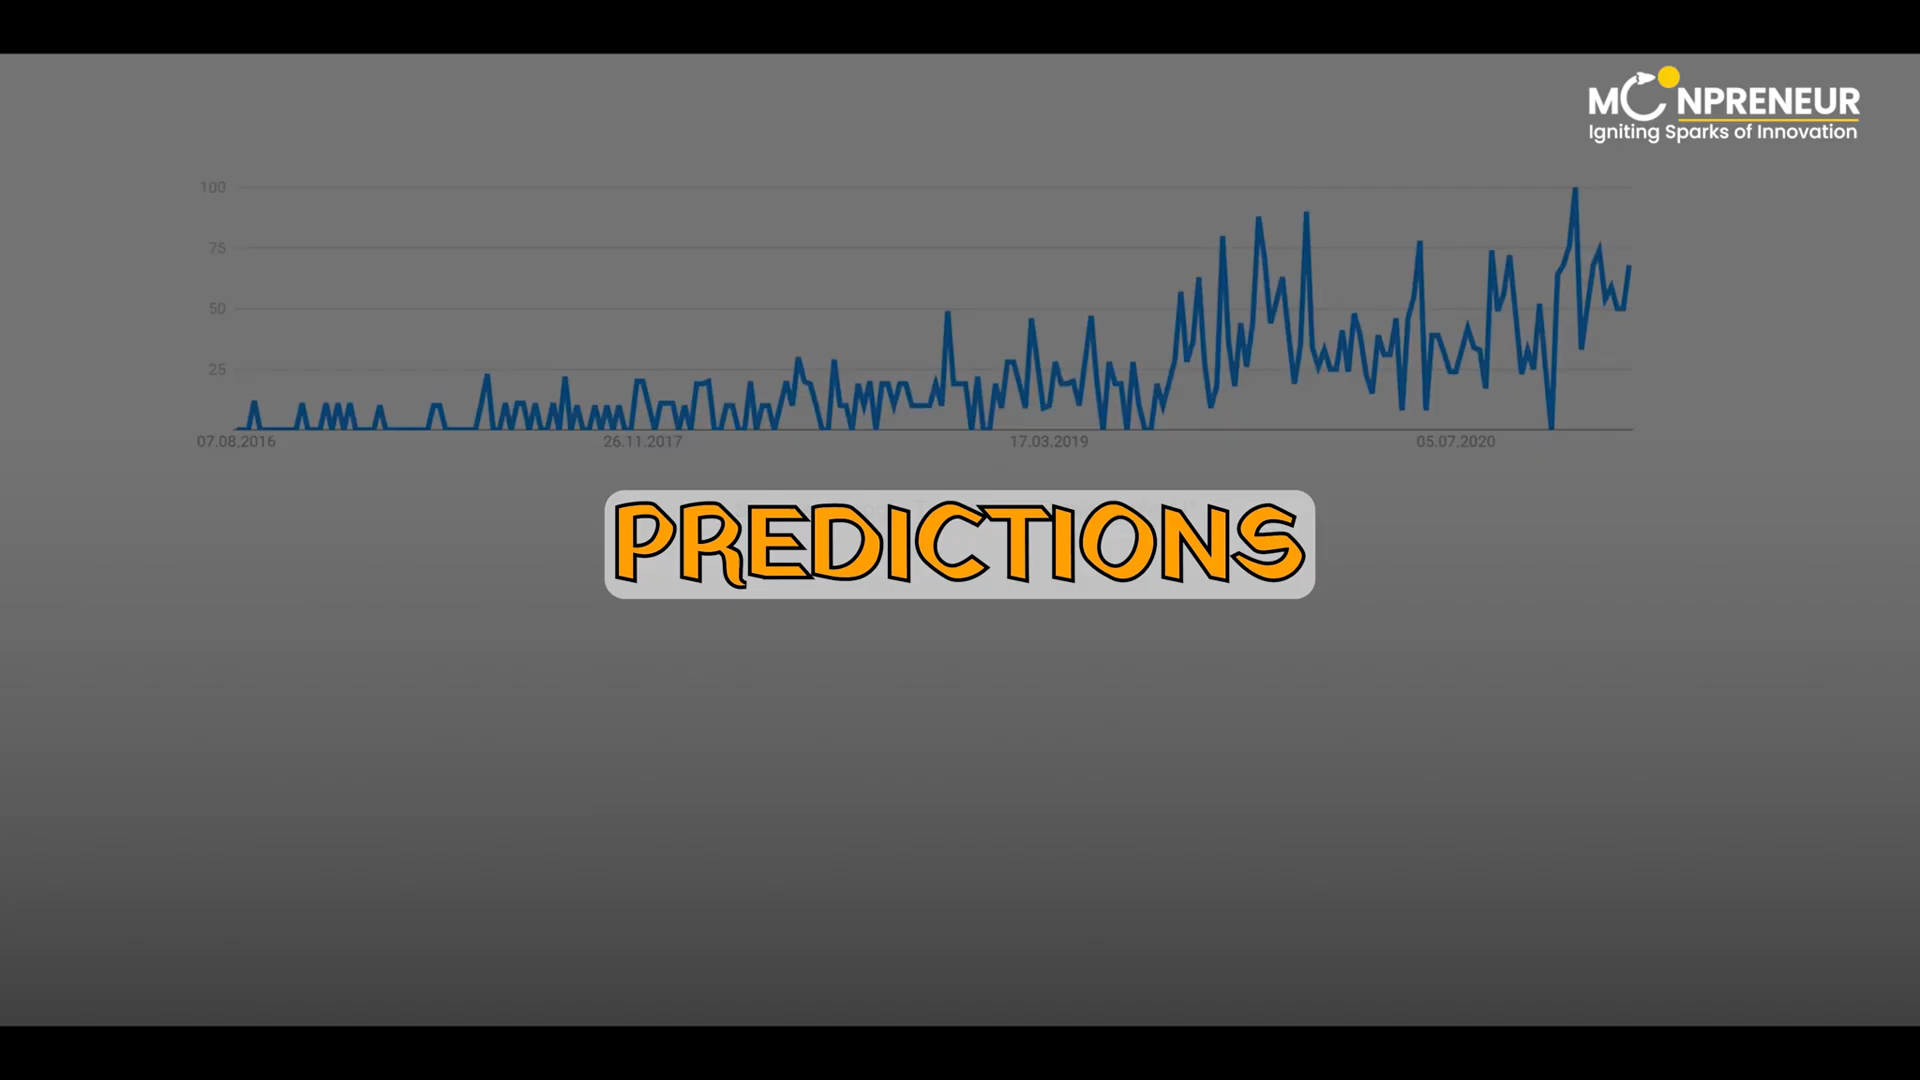 MOONPRENEUR
Igniting Sparks of Innovation
100
75
50
25
07.08.2016
26.11.2017
17.03.2019
05.07.2020
PREDICTIONS